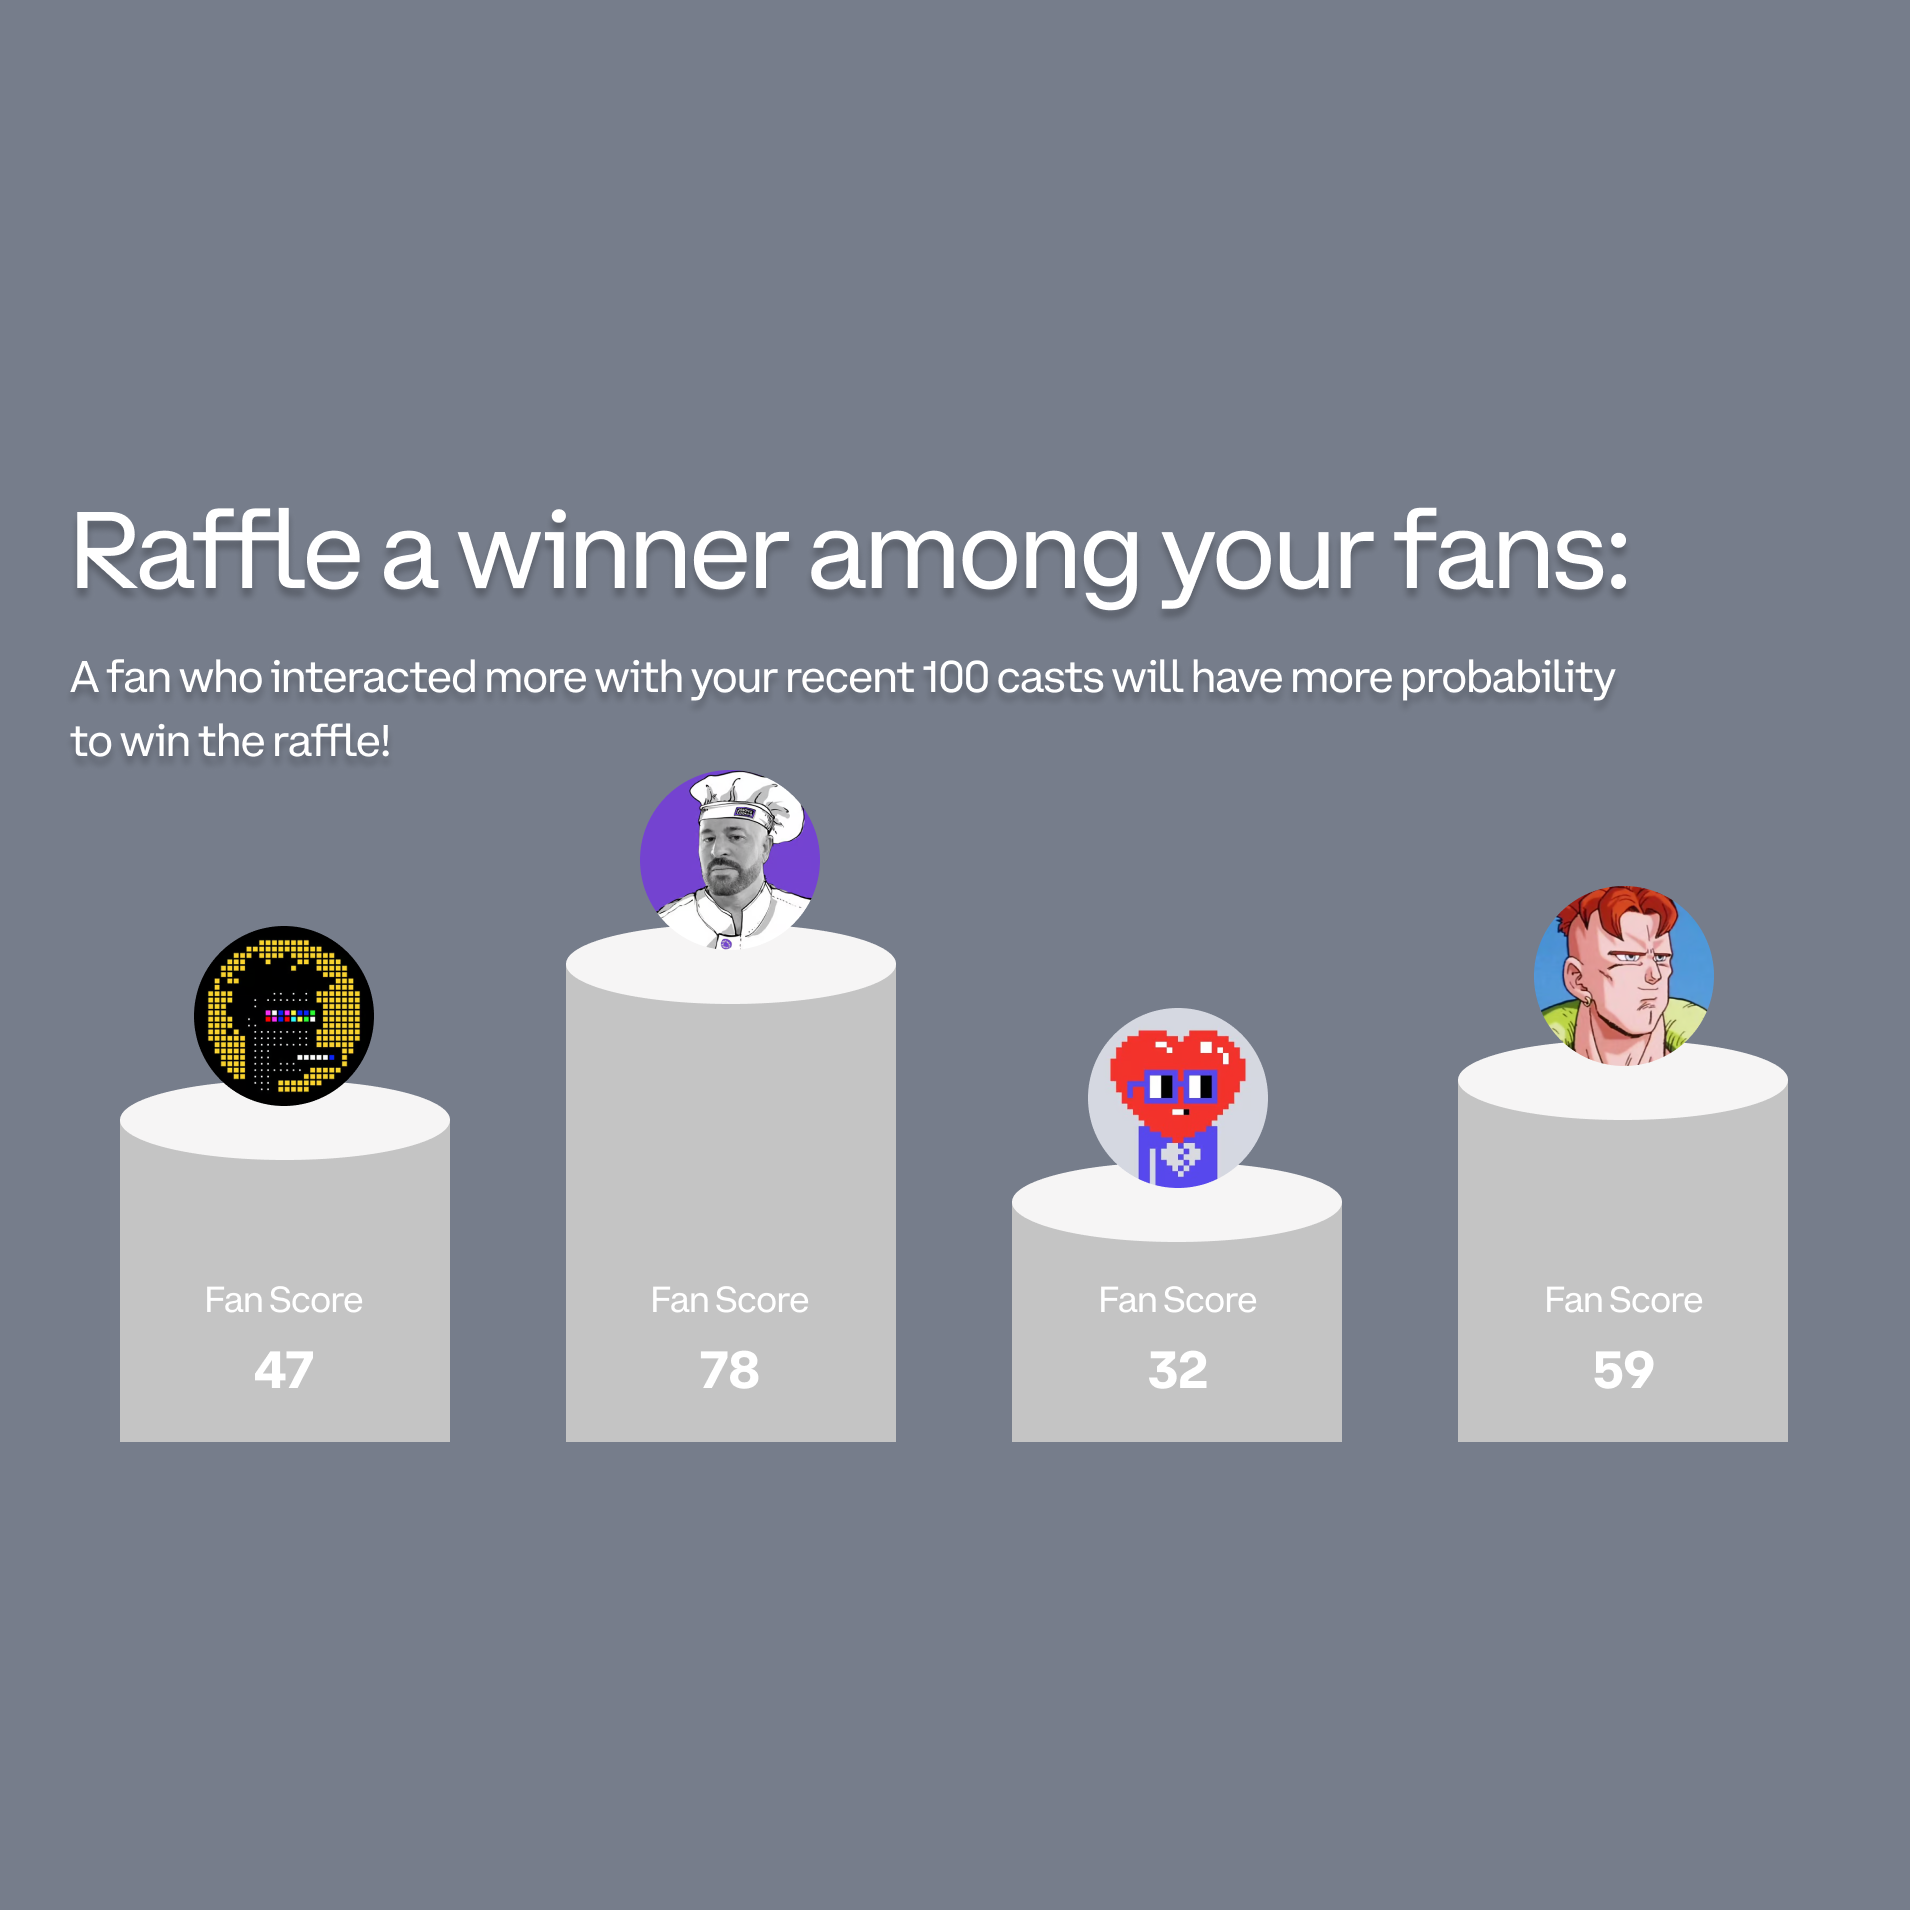 Raffle a winner among your fans:
A fan who interacted more with your recent 100 casts will have more probability
to win the raffle!
Fan Score
47
Fan Score
78
Fan Score
32
Fan Score
59